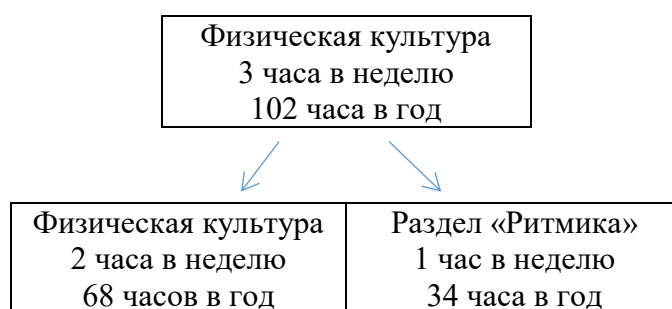 Физическая культура
3 часа в неделю
102 часа в год
Физическая культура
2 часа в неделю
68 часов в год
Раздел «Ритмика»
1 час в неделю
34 часа в год